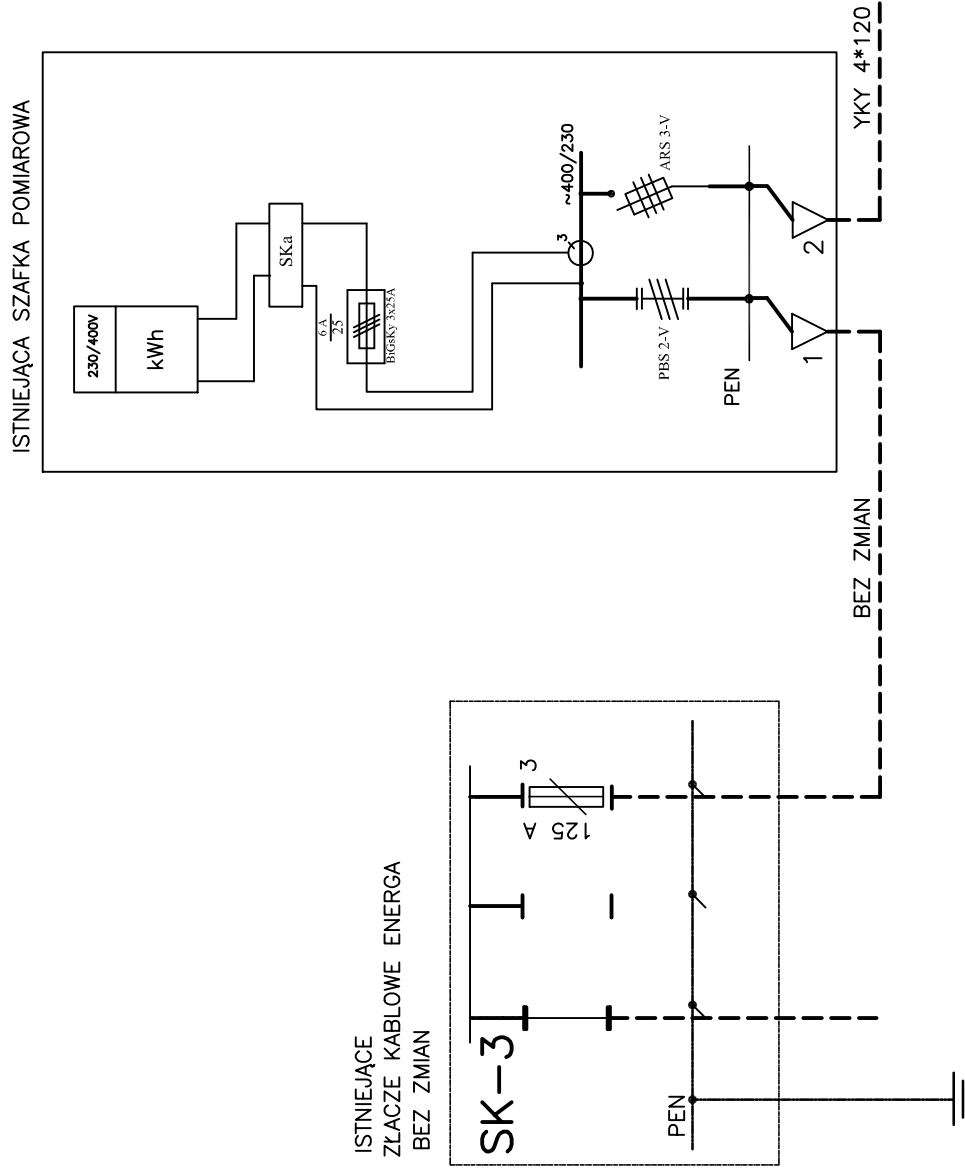 ISTNIEJĄCA SZAFKA POMIAROWA
230/400V
kWh
SKa
6 A
25
BiGsKy 3x25A
3
~400/230
PBS 2-V
ARS 3-V
PEN
1
2
YKY 4*120
BEZ ZMIAN
ISTNIEJĄCE
ZŁACZE KABLOWE ENERGA
BEZ ZMIAN
SK-3
3
125 A
PEN